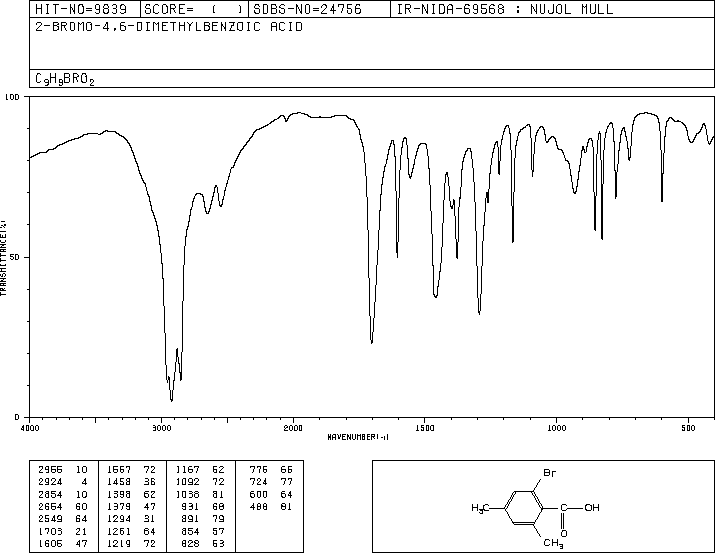 HIT-NO=9839 SCORE= ( ) SDBS-NO=24756 IR-NIDA-69568 : NUJOL MULL
2-BROMO-4,6-DIMETHYLBENZOIC ACID
C9H9BRO2
100
50
0
TRANSMITTANCE(%)
4000 3000 2000 1500 1000 500
WAVENUMBER(-1)
2955 10 1567 72 1167 52 776 66
2924 4 1458 36 1092 72 724 77
2854 10 1398 62 1038 81 600 64
2654 60 1379 47 931 68 488 81
2549 64 1294 31 891 79
1703 21 1261 64 854 57
1605 47 1219 72 828 53
Br
H3C
OH
O
CH3